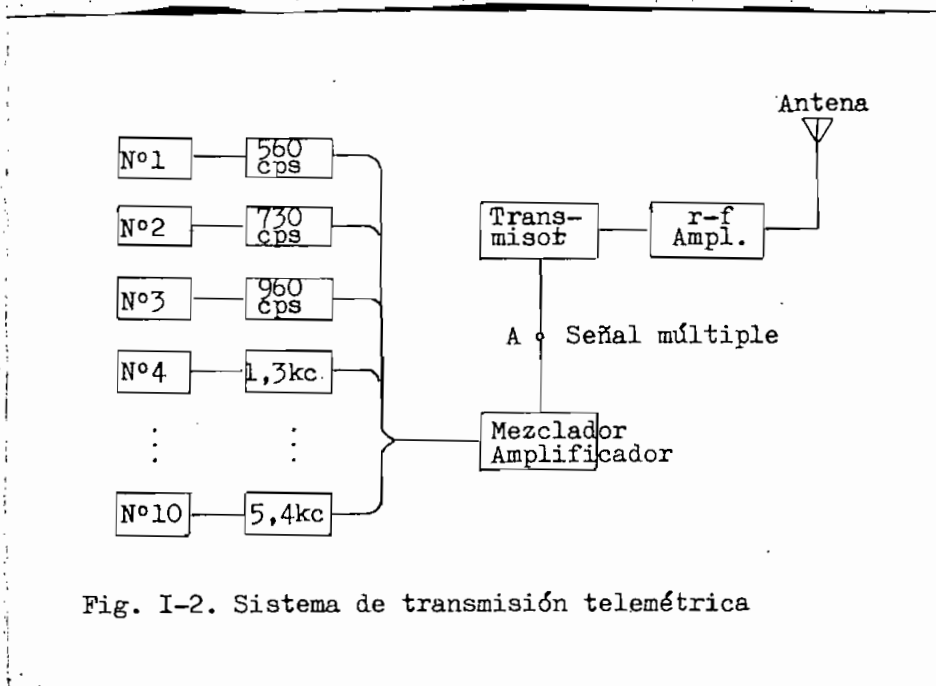 Antena
Nº1
560
cps
Nº2
730
cps
Trans-
misot
r-f
Ampl.
Nº3
960
cps
A
Señal múltiple
Nº4
1,3kc.
Mezclador
Amplificador
Nº10
5,4kc
Fig. I-2. Sistema de transmisión telemétrica